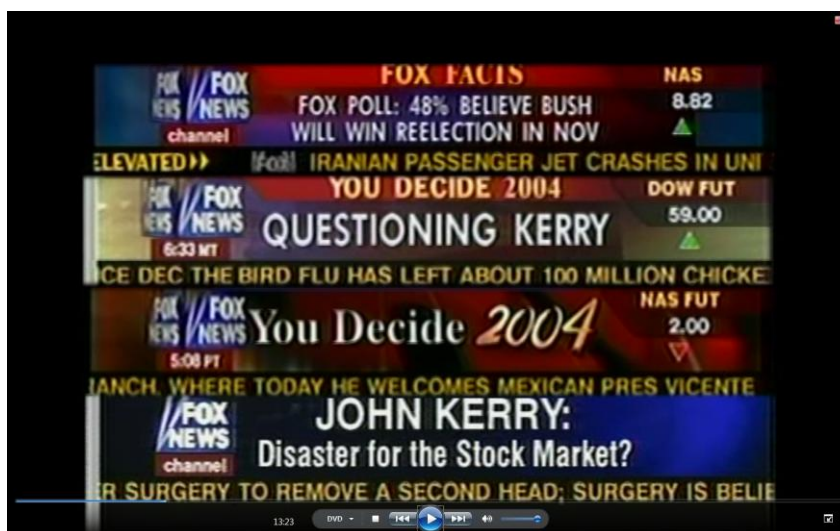 FOX FACTS
NAS
FOX NEWS
FOX POLL: 48% BELIEVE BUSH
8.82
channel
WILL WIN REELECTION IN NOV
ELEVATED
Fox
IRANIAN PASSENGER JET CRASHES IN UNI
YOU DECIDE 2004
DOW FUT
FOX NEWS
QUESTIONING KERRY
59.00
6:33 MT
ICE DEC THE BIRD FLU HAS LEFT ABOUT 100 MILLION CHICKE
NAS FUT
FOX NEWS
You Decide 2004
2.00
5:08 PT
RANCH, WHERE TODAY HE WELCOMES MEXICAN PRES VICENTE
FOX NEWS
JOHN KERRY:
channel
Disaster for the Stock Market?
ER SURGERY TO REMOVE A SECOND HEAD; SURGERY IS BELIE
13:23
DVD